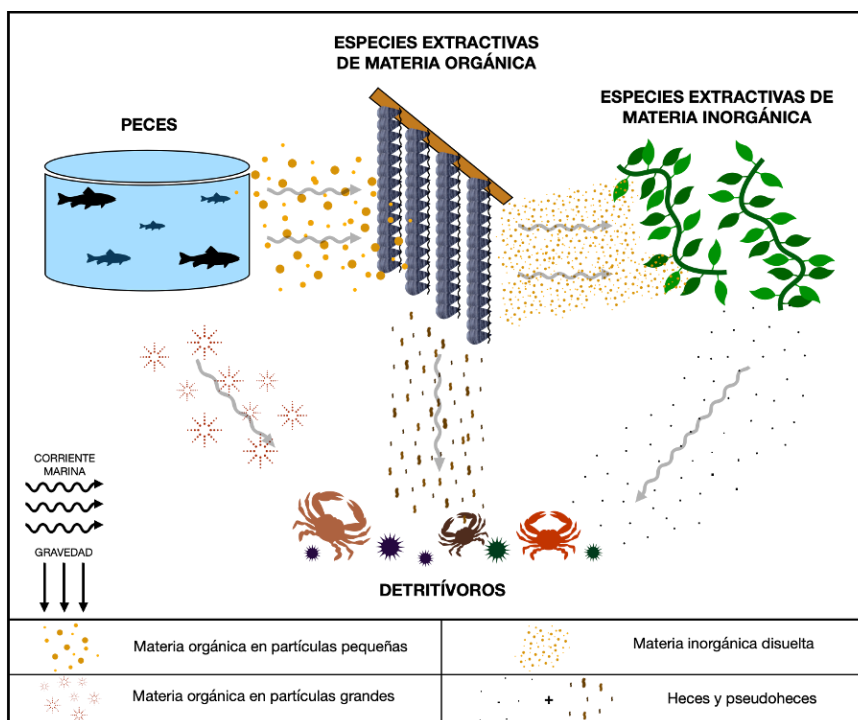 ESPECIES EXTRACTIVAS
DE MATERIA ORGÁNICA
ESPECIES EXTRACTIVAS DE
MATERIA INORGÁNICA
PECES
CORRIENTE
MARINA
GRAVEDAD
DETRITÍVOROS
Materia orgánica en partículas pequeñas
Materia inorgánica disuelta
Materia orgánica en partículas grandes
+
Heces y pseudoheces